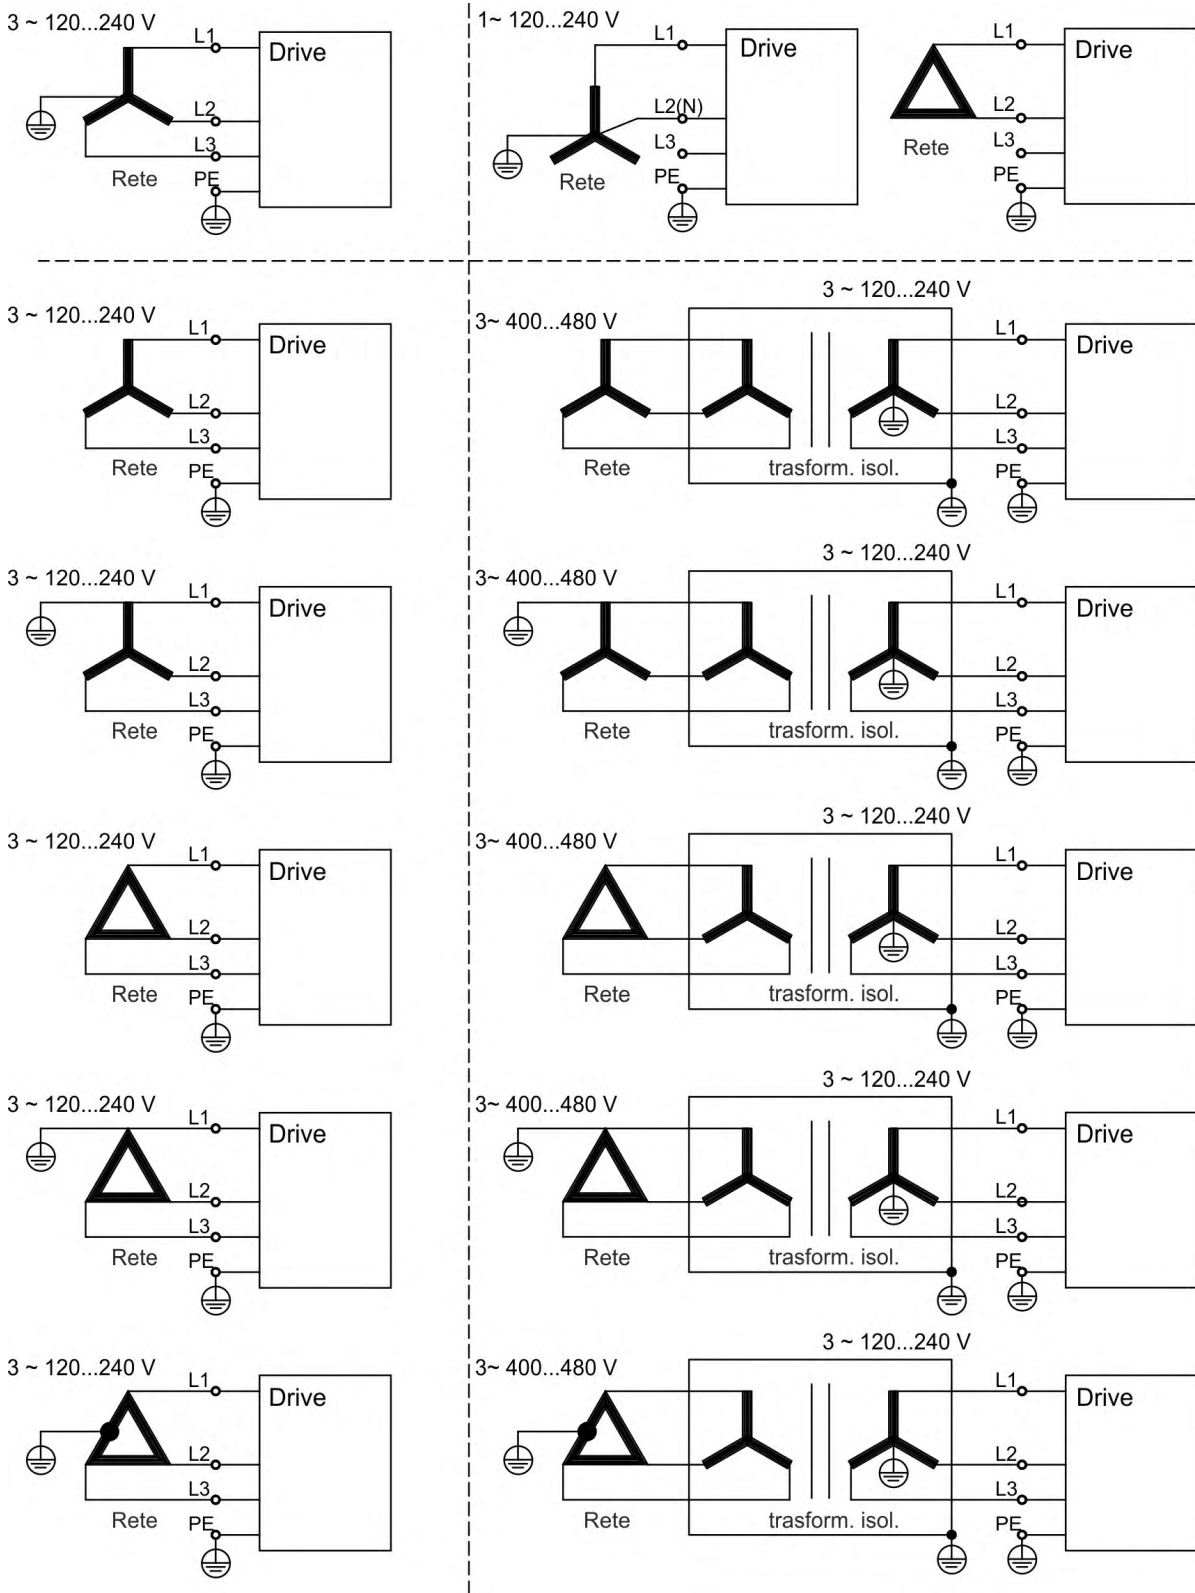 3 ~ 120...240 V
L1
Drive
L2
L3
Rete
PE
1~ 120...240 V
L1
Drive
L2(N)
L3
Rete
PE
L1
Drive
L2
Rete
L3
PE
3 ~ 120...240 V
L1
Drive
L2
L3
Rete
PE
3 ~ 120...240 V
3~ 400...480 V
L1
Drive
L2
L3
Rete
trasform. isol.
PE
3 ~ 120...240 V
L1
Drive
L2
L3
Rete
PE
3 ~ 120...240 V
3~ 400...480 V
L1
Drive
L2
L3
Rete
trasform. isol.
PE
3 ~ 120...240 V
L1
Drive
L2
L3
Rete
PE
3 ~ 120...240 V
3~ 400...480 V
L1
Drive
L2
L3
Rete
trasform. isol.
PE
3 ~ 120...240 V
L1
Drive
L2
L3
Rete
PE
3 ~ 120...240 V
3~ 400...480 V
L1
Drive
L2
L3
Rete
trasform. isol.
PE
3 ~ 120...240 V
L1
Drive
L2
L3
Rete
PE
3 ~ 120...240 V
3~ 400...480 V
L1
Drive
L2
L3
Rete
trasform. isol.
PE